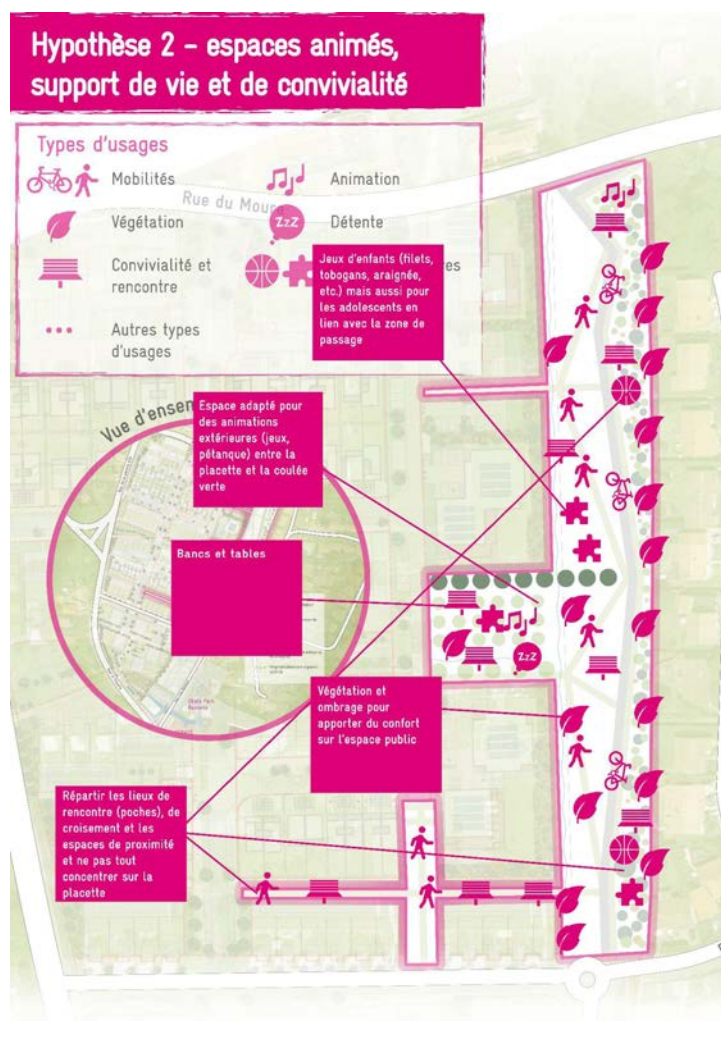 Hypothèse 2 – espaces animés,
support de vie et de convivialité
Types d'usages
Mobilités
Animation
Rue du Mour
Végétation
Détente
ZzZ
Convivialité et
rencontre
Autres types
d'usages
Jeux d'enfants (filets,
tobogans, araignée,
etc.) mais aussi pour
les adolescents en
lien avec la zone de
passage
Vue d'ensem
Espace adapté pour
des animations
extérieures (jeux,
pétanque) entre la
placette et la coulée
verte
Bancs et tables
ZzZ
Végétation et
ombrage pour
apporter du confort
sur l'espace public
Répartir les lieux de
rencontre (poches), de
croisement et les
espaces de proximité
et ne pas tout
concentrer sur la
placette